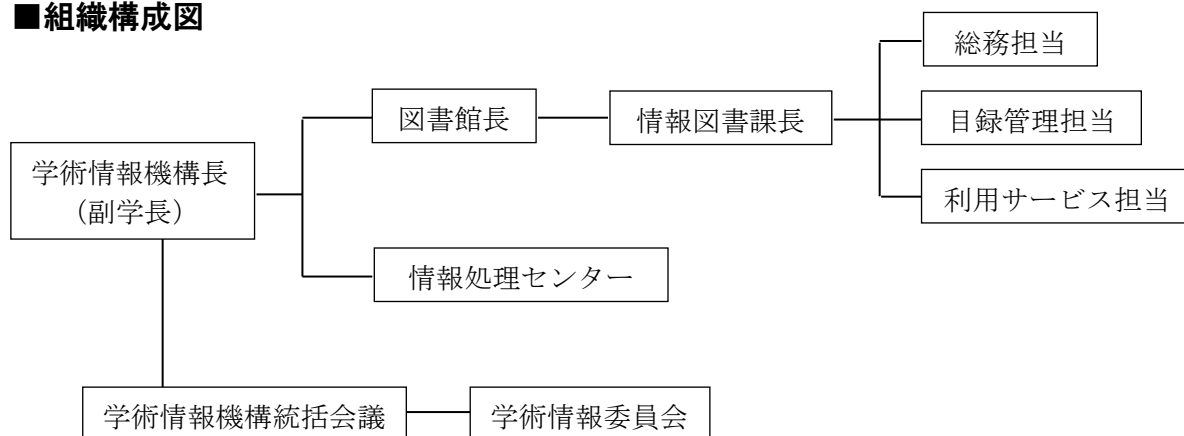 ■組織構成図
総務担当
図書館長
情報図書課長
目録管理担当
学術情報機構長
（副学長）
利用サービス担当
情報処理センター
学術情報機構統括会議
学術情報委員会